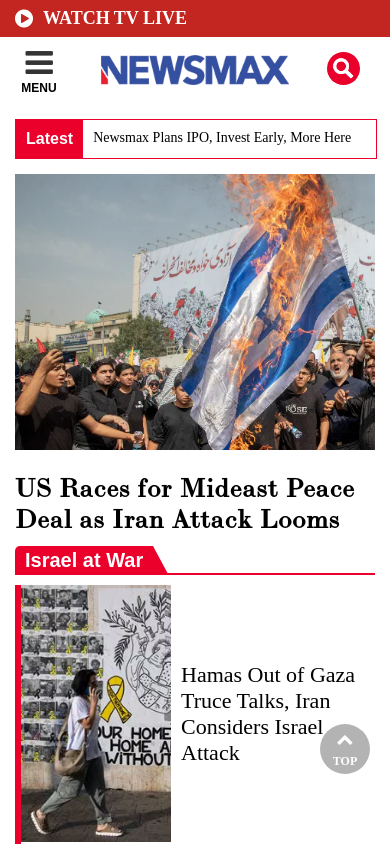 WATCH TV LIVE
MENU
NEWSMAX
Latest
Newsmax Plans IPO, Invest Early, More Here
US Races for Mideast Peace
Deal as Iran Attack Looms
Israel at War
OUR HOME
HOME A
WITHOUT
Hamas Out of Gaza
Truce Talks, Iran
Considers Israel
Attack
TOP